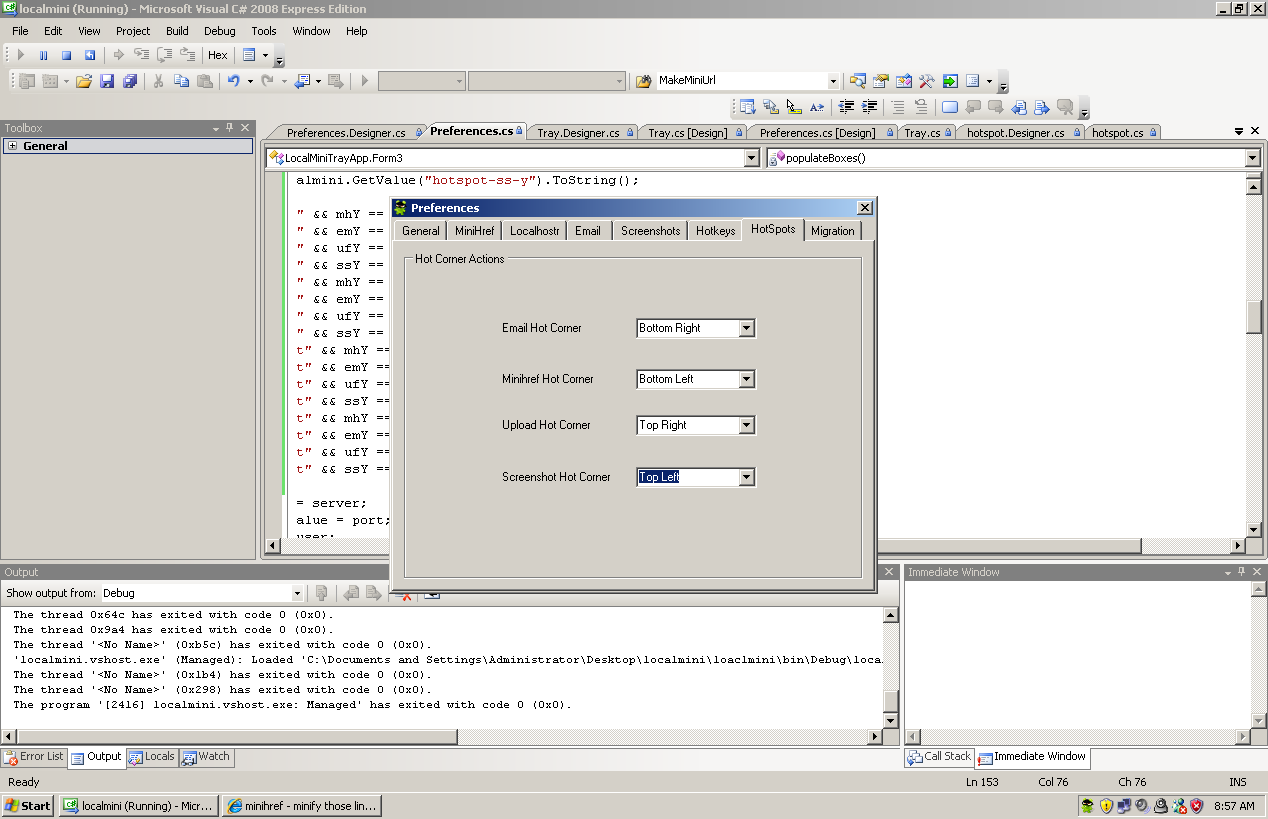 localmini (Running) - Microsoft Visual C# 2008 Express Edition
File Edit View Project Build Debug Tools Window Help
Hex
MakeMiniUrl
Toolbox
General
Preferences.Designer.cs Preferences.cs Tray.Designer.cs Tray.cs [Design] Preferences.cs [Design] Tray.cs hotspot.Designer.cs hotspot.cs
LocalMiniTrayApp.Form3 populateBoxes()
almini.GetValue("hotspot-ss-y").ToString();
" && mhY ==
" && emY ==
" && ufY ==
" && ssY ==
" && mhY ==
" && emY ==
" && ufY ==
" && ssY ==
t" && mhY ==
t" && emY ==
t" && ufY ==
t" && ssY ==
t" && mhY ==
t" && emY ==
t" && ufY ==
t" && ssY ==
= server;
alue = port;
user;
Preferences
General MiniHref Localhostr Email Screenshots Hotkeys HotSpots Migration
Hot Corner Actions
Email Hot Corner Bottom Right
Minihref Hot Corner Bottom Left
Upload Hot Corner Top Right
Screenshot Hot Corner Top Left
Output
Show output from: Debug
The thread 0x64c has exited with code 0 (0x0).
The thread 0x9a4 has exited with code 0 (0x0).
The thread '<No Name>' (0xb5c) has exited with code 0 (0x0).
'localmini.vshost.exe' (Managed): Loaded 'C:\Documents and Settings\Administrator\Desktop\localmini\loaclmini\bin\Debug\loca
The thread '<No Name>' (0x1b4) has exited with code 0 (0x0).
The thread '<No Name>' (0x298) has exited with code 0 (0x0).
The program '[2416] localmini.vshost.exe: Managed' has exited with code 0 (0x0).
Immediate Window
Error List Output Locals Watch
Call Stack Immediate Window
Ready Ln 153 Col 76 Ch 76 INS
Start localmini (Running) - Micr... minihref - minify those lin... 8:57 AM